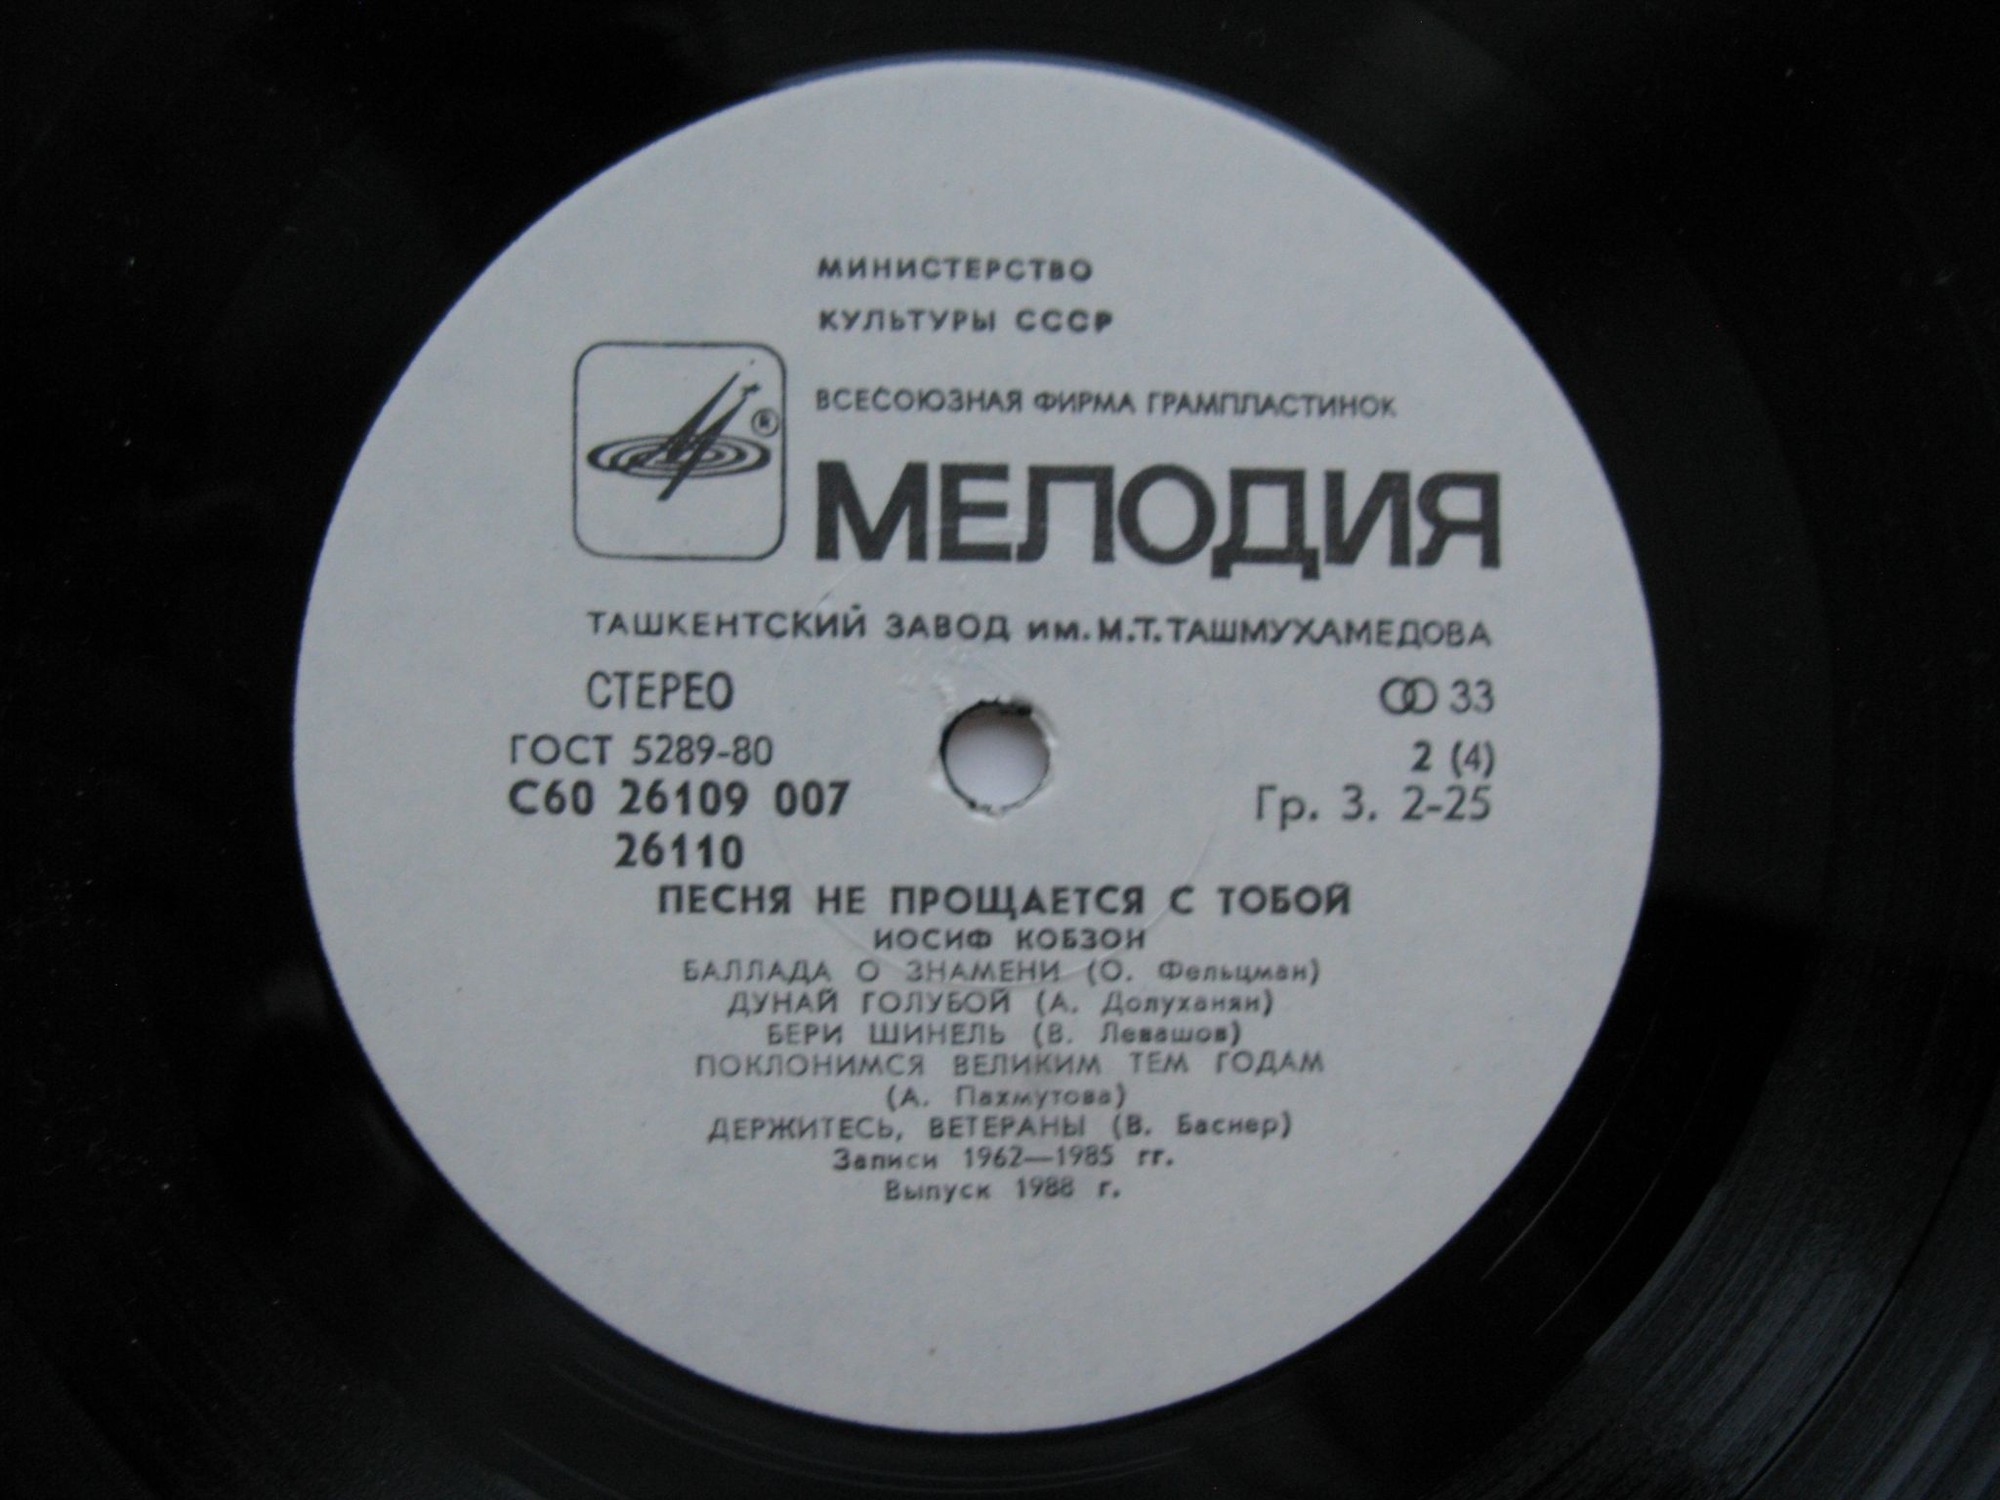 МИНИСТЕРСТВО
КУЛЬТУРЫ СССР
ВСЕСОЮЗНАЯ ФИРМА ГРАМПЛАСТИНОК
®
МЕЛОДИЯ
ТАШКЕНТСКИЙ ЗАВОД им. М.Т. ТАШМУХАМЕДОВА
СТЕРЕО 33
ГОСТ 5289-80 2 (4)
С60 26109 007 Гр. 3. 2-25
26110
ПЕСНЯ НЕ ПРОЩАЕТСЯ С ТОБОЙ
ИОСИФ КОБЗОН
БАЛЛАДА О ЗНАМЕНИ (О. Фельцман)
ДУНАЙ ГОЛУБОЙ (А. Долуханян)
БЕРИ ШИНЕЛЬ (В. Левашов)
ПОКЛОНИМСЯ ВЕЛИКИМ ТЕМ ГОДАМ
(А. Пахмутова)
ДЕРЖИТЕСЬ, ВЕТЕРАНЫ (В. Баснер)
Записи 1962—1985 гг.
Выпуск 1988 г.